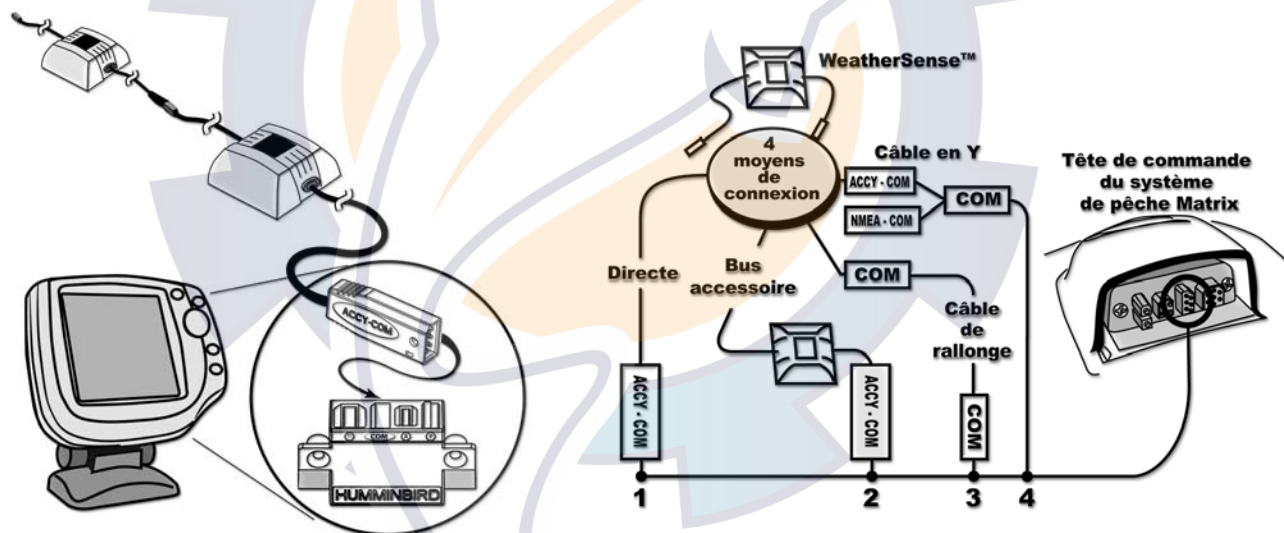 WeatherSense™
4
moyens
de
connexion
Câble en Y
ACCY - COM
NMEA - COM
COM
Tête de commande
du système
de pêche Matrix
Directe
Bus
accessoire
COM
Câble
de
rallonge
ACCY - COM
ACCY - COM
COM
1
2
3
4
ACCY-COM
COM
HUMMINBIRD